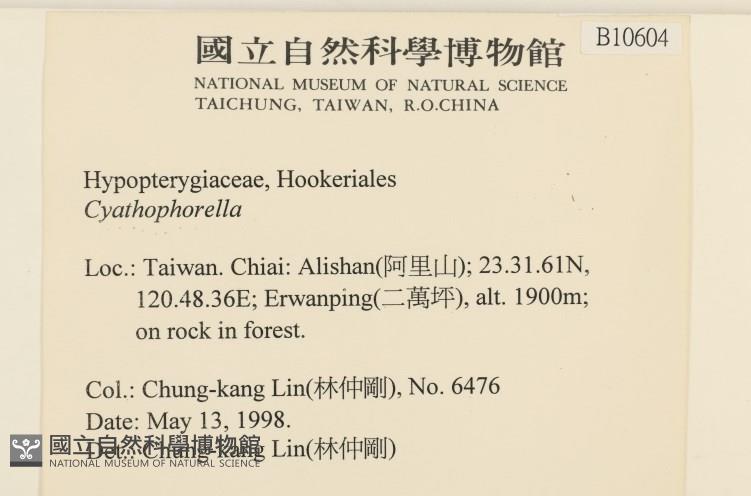 國立自然科學博物館
B10604
NATIONAL MUSEUM OF NATURAL SCIENCE
TAICHUNG, TAIWAN, R.O.CHINA
Hypopterygiaceae, Hookeriales
Cyathophorella
Loc.: Taiwan. Chiai: Alishan(阿里山); 23.31.61N,
120.48.36E; Erwanping(二萬坪), alt. 1900m;
on rock in forest.
Col.: Chung-kang Lin(林仲剛), No. 6476
Date: May 13, 1998.
Det.: Chung-kang Lin(林仲剛)
國立自然科學博物館
NATIONAL MUSEUM OF NATURAL SCIENCE